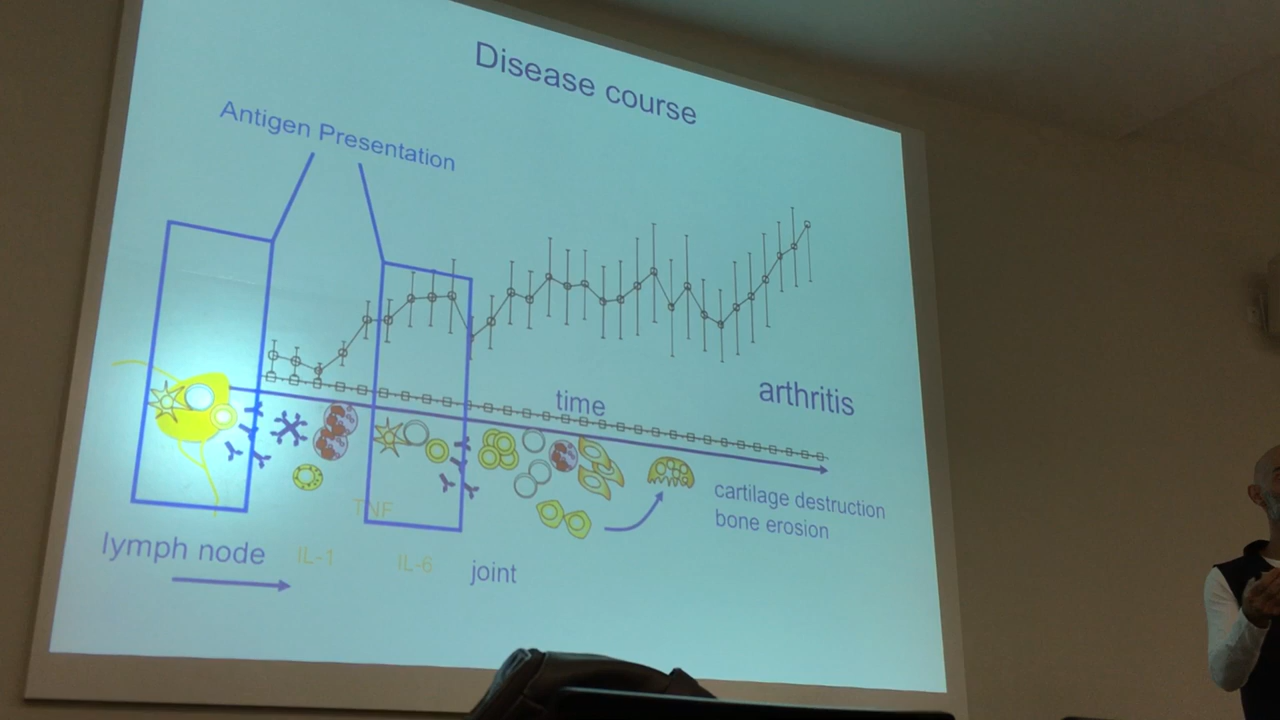 Disease course
Antigen Presentation
time
arthritis
TNF
cartilage destruction
bone erosion
lymph node
IL-1
IL-6
joint